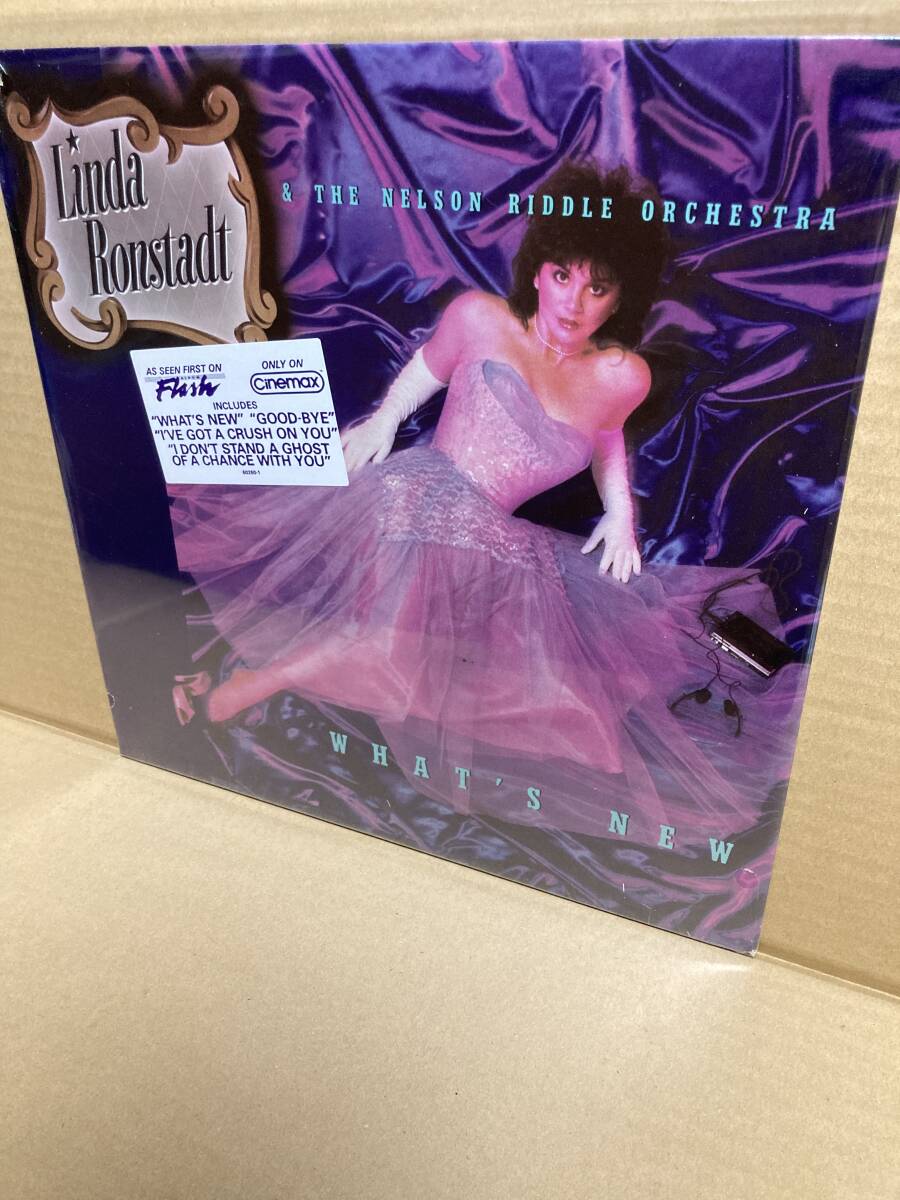 Linda
Ronstadt
& THE NELSON RIDDLE ORCHESTRA
AS SEEN FIRST ON
ALBUM
Flash
ONLY ON
Cinemax
INCLUDES
"WHAT'S NEW" "GOOD-BYE"
"I'VE GOT A CRUSH ON YOU"
"I DON'T STAND A GHOST
OF A CHANCE WITH YOU"
60260-1
WHAT'S NEW